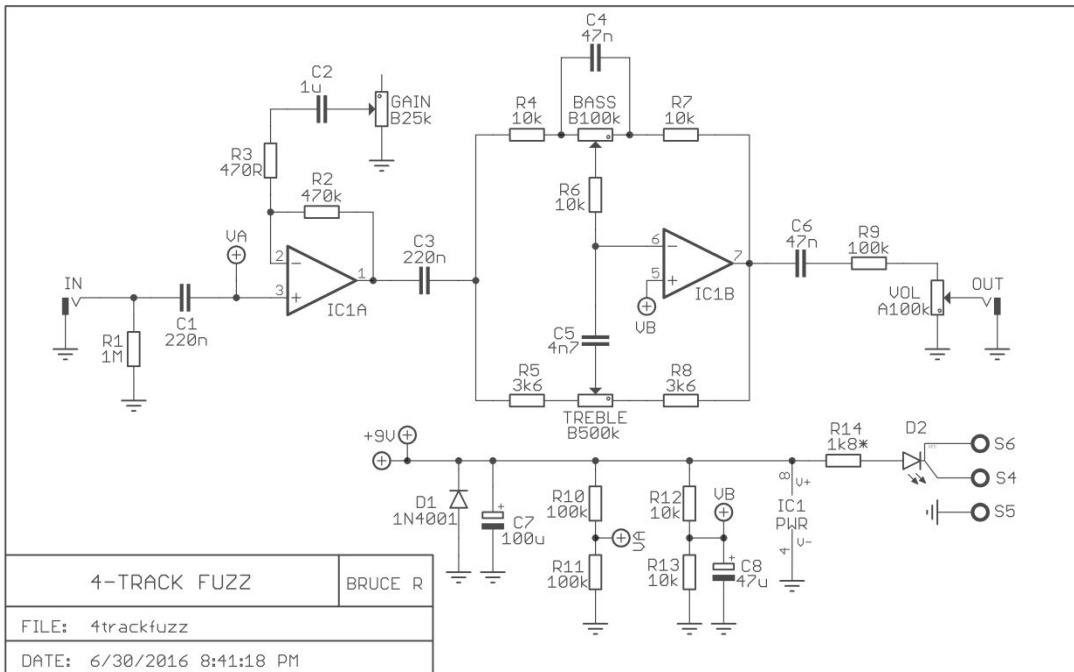 C4
47n
C2
1u
GAIN
B25k
R4
10k
BASS
B100k
R7
10k
R3
470R
R2
470k
R6
10k
VA
C3
220n
C6
47n
R9
100k
2
−
3
+
1
IC1A
6
−
5
+
7
IC1B
IN
C1
220n
R1
1M
VB
VOL
A100k
OUT
C5
4n7
R5
3k6
R8
3k6
TREBLE
B500k
+9V
R14
1k8*
D2
S6
S4
S5
D1
1N4001
+
C7
100u
R10
100k
VA
R11
100k
R12
10k
VB
R13
10k
+
C8
47u
8
V+
IC1
PWR
4
V-
4-TRACK FUZZ
BRUCE R
FILE: 4trackfuzz
DATE: 6/30/2016 8:41:18 PM